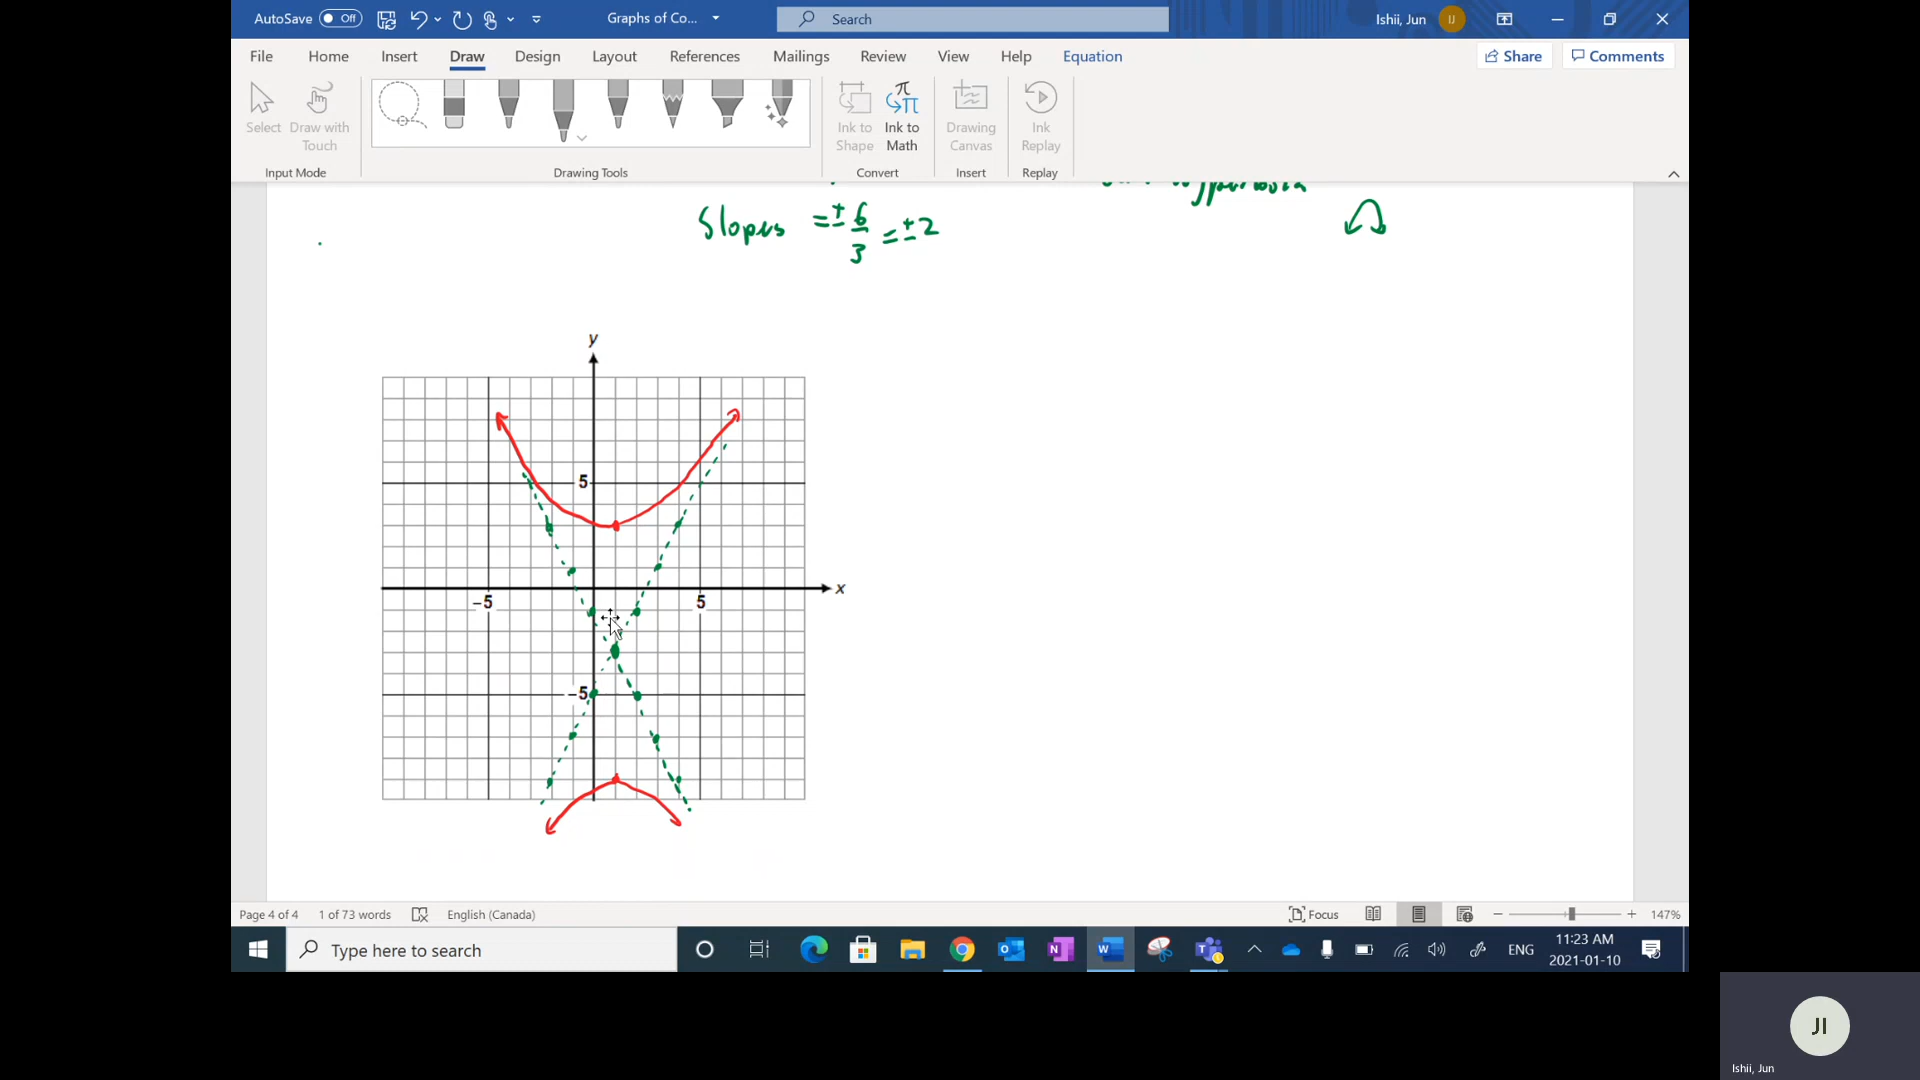 AutoSave Off Graphs of Co... Search Ishii, Jun IJ
File Home Insert Draw Design Layout References Mailings Review View Help Equation Share Comments
Select Draw with Touch Ink to Shape Ink to Math Drawing Canvas Ink Replay
Input Mode Drawing Tools Convert Insert Replay
Slopes = ± 6/3 = ± 2
y
5
-5 5 x
-5
Page 4 of 4 1 of 73 words English (Canada) Focus 147%
Type here to search ENG 11:23 AM
2021-01-10
JI
Ishii, Jun